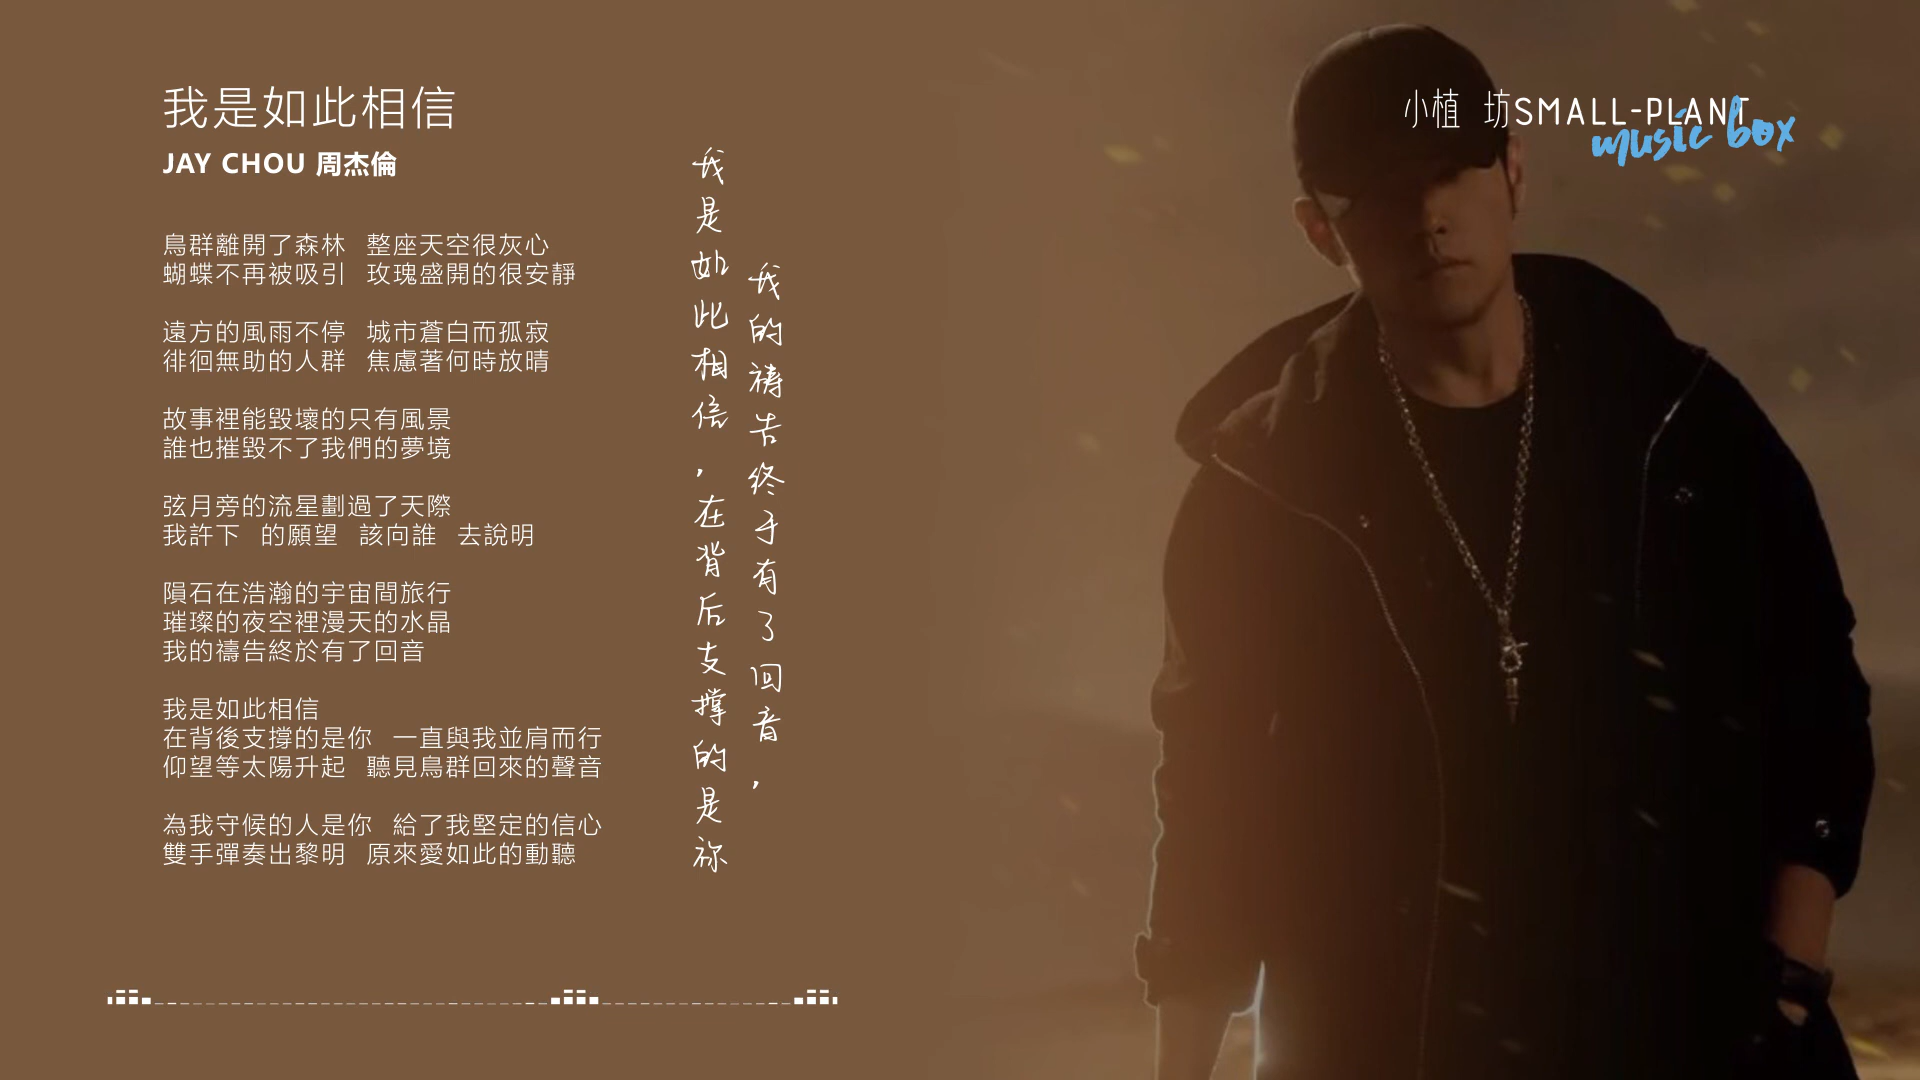 我是如此相信
JAY CHOU 周杰倫
鳥群離開了森林 整座天空很灰心
蝴蝶不再被吸引 玫瑰盛開的很安靜
遠方的風雨不停 城市蒼白而孤寂
徘徊無助的人群 焦慮著何時放晴
故事裡能毀壞的只有風景
誰也摧毀不了我們的夢境
弦月旁的流星劃過了天際
我許下 的願望 該向誰 去說明
隕石在浩瀚的宇宙間旅行
璀璨的夜空裡漫天的水晶
我的禱告終於有了回音
我是如此相信
在背後支撐的是你 一直與我並肩而行
仰望等太陽升起 聽見鳥群回來的聲音
為我守候的人是你 給了我堅定的信心
雙手彈奏出黎明 原來愛如此的動聽
我的祷告终于有了回音，
我是如此相信，在背后支撑的是祢
小植 坊SMALL-PLANT
music box